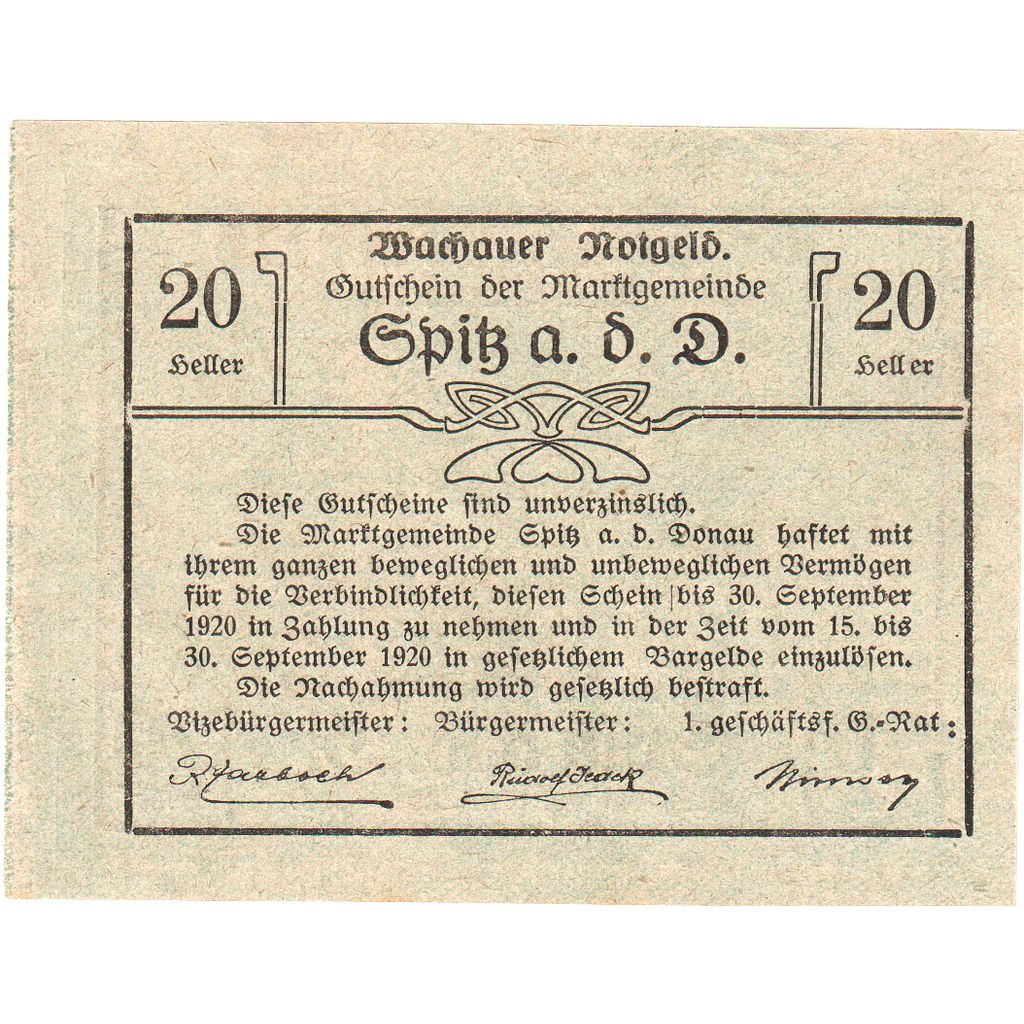 Wachauer Notgeld.
20 Heller
Gutschein der Marktgemeinde
20 Heller
Spitz a. d. D.
Diese Gutscheine sind unverzinslich.
Die Marktgemeinde Spitz a. d. Donau haftet mit
ihrem ganzen beweglichen und unbeweglichen Vermögen
für die Verbindlichkeit, diesen Schein bis 30. September
1920 in Zahlung zu nehmen und in der Zeit vom 15. bis
30. September 1920 in gesetzlichem Bargelde einzulösen.
Die Nachahmung wird gesetzlich bestraft.
Vizebürgermeister: Bürgermeister: 1. geschäftsf. G.-Rat:
Rudolf